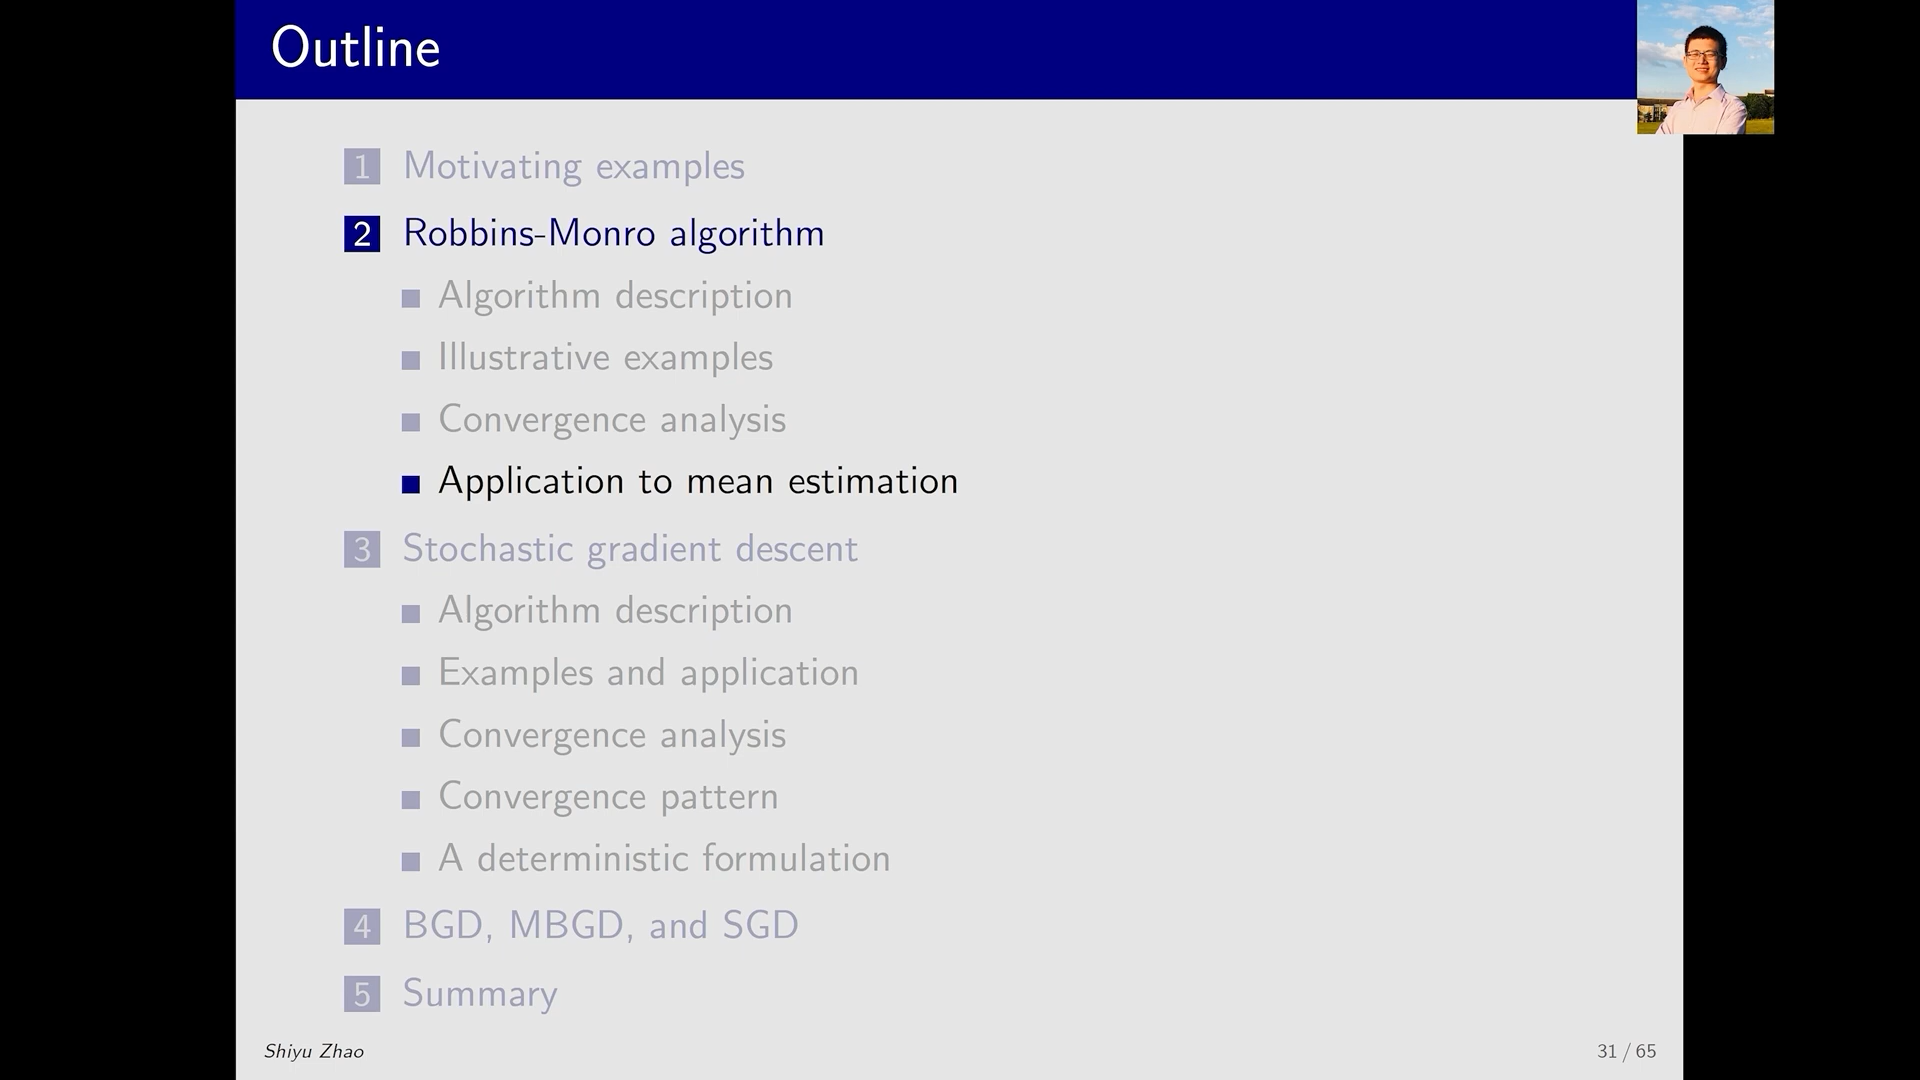 Outline
1 Motivating examples
2 Robbins-Monro algorithm
Algorithm description
Illustrative examples
Convergence analysis
Application to mean estimation
3 Stochastic gradient descent
Algorithm description
Examples and application
Convergence analysis
Convergence pattern
A deterministic formulation
4 BGD, MBGD, and SGD
5 Summary
Shiyu Zhao
31 / 65